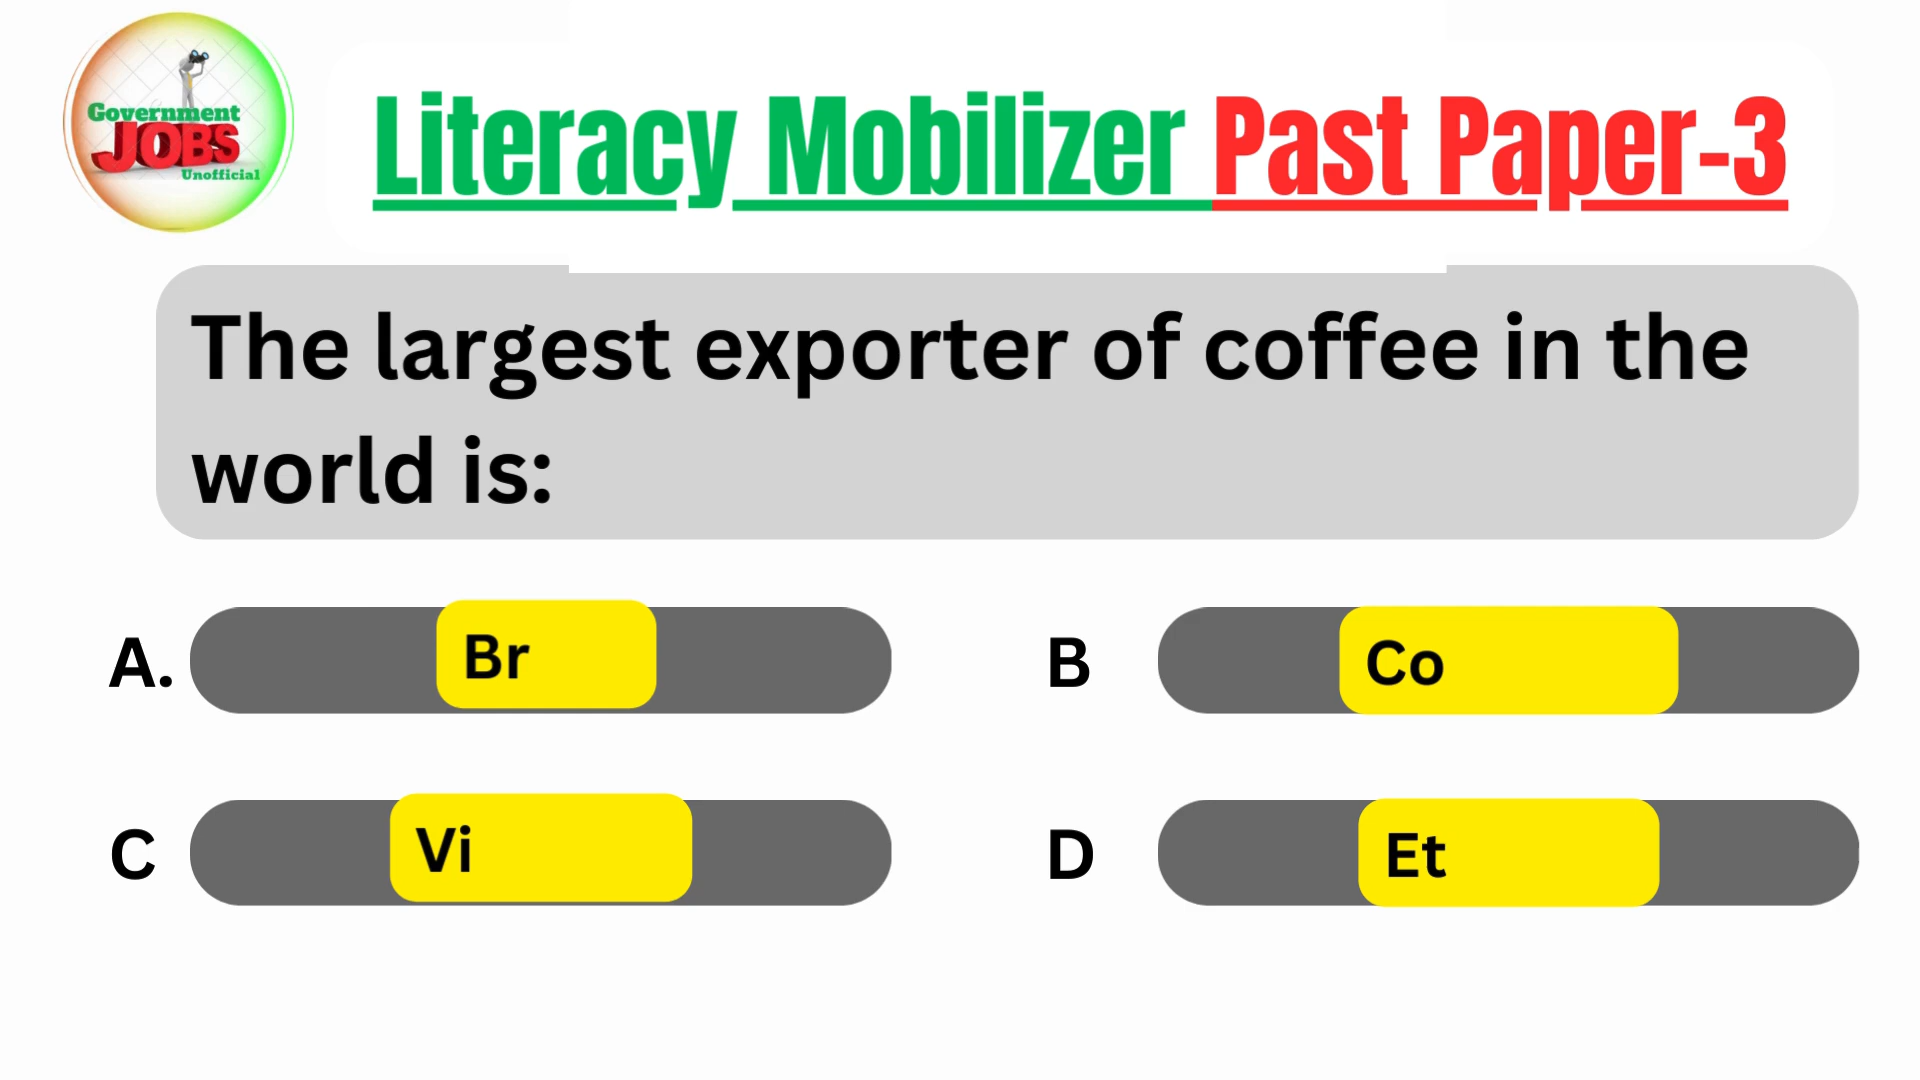 Government
JOBS
Unofficial
Literacy Mobilizer Past Paper-3
The largest exporter of coffee in the
world is:
A. Br
B Co
C Vi
D Et